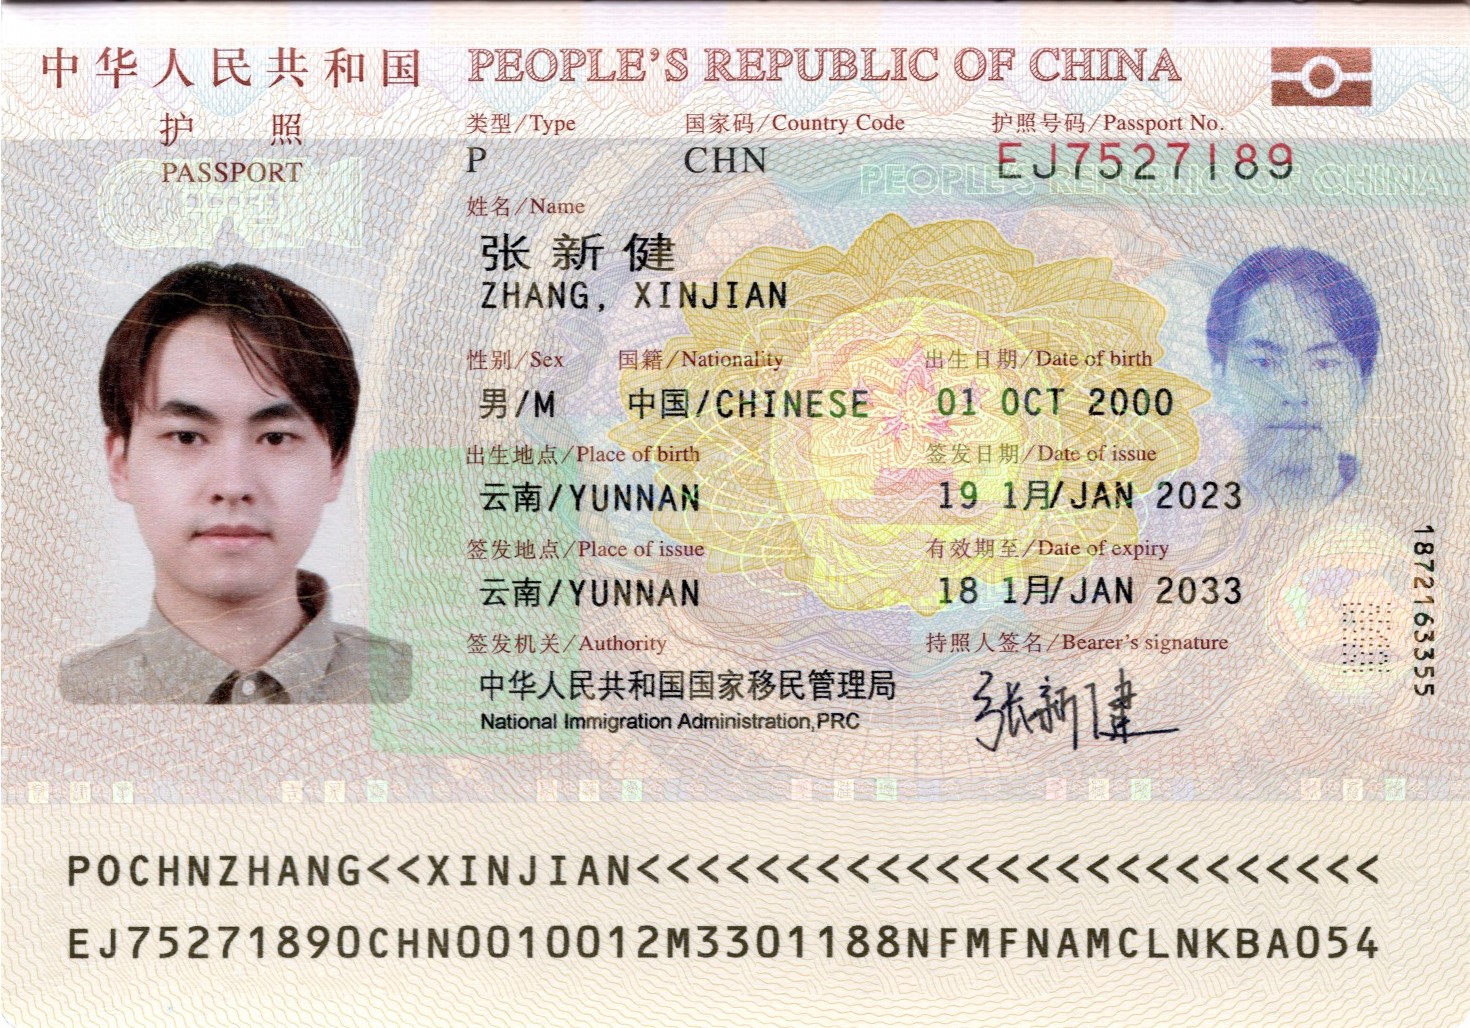 中华人民共和国 PEOPLE'S REPUBLIC OF CHINA
护照
PASSPORT
类型/Type 国家码/Country Code 护照号码/Passport No.
P CHN EJ7527189
PEOPLE'S REPUBLIC OF CHINA
姓名/Name
张新健
ZHANG, XINJIAN
性别/Sex 国籍/Nationality 出生日期/Date of birth
男/M 中国/CHINESE 01 OCT 2000
出生地点/Place of birth 签发日期/Date of issue
云南/YUNNAN 19 1月/JAN 2023
签发地点/Place of issue 有效期至/Date of expiry
云南/YUNNAN 18 1月/JAN 2033
签发机关/Authority 持照人签名/Bearer's signature
中华人民共和国国家移民管理局 张新健
National Immigration Administration,PRC
1872163355
POCHNZHANG<<XINJIAN<<<<<<<<<<<<<<<<<<<<<<<<<
EJ75271890CHN0010012M3301188NFMFNAMCLNKBA054